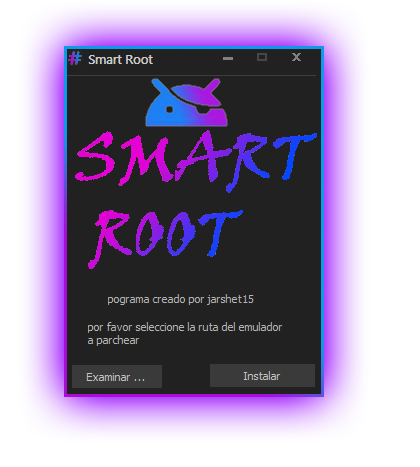 # Smart Root
SMART
ROOT
pograma creado por jarshet15
por favor seleccione la ruta del emulador
a parchear
Examinar ...
Instalar